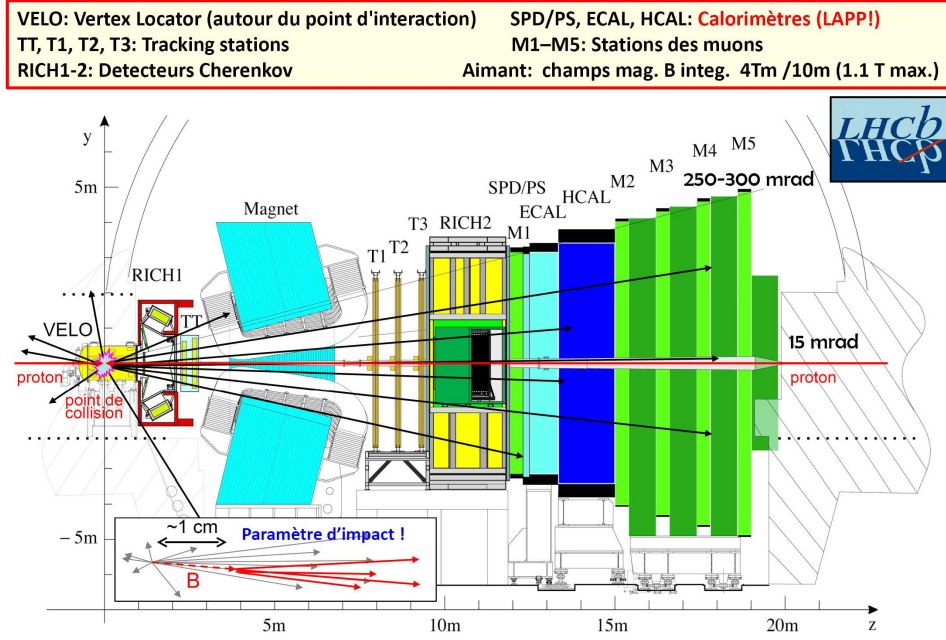 VELO: Vertex Locator (autour du point d'interaction) SPD/PS, ECAL, HCAL: Calorimètres (LAPP!)
TT, T1, T2, T3: Tracking stations M1–M5: Stations des muons
RICH1-2: Detecteurs Cherenkov Aimant: champs mag. B integ. 4Tm /10m (1.1 T max.)
LHCb
LHCb
y
5m
Magnet
RICH1
TT
VELO
T1
T2
T3
RICH2
SPD/PS
M1
ECAL
HCAL
M2
M3
M4
M5
250-300 mrad
15 mrad
proton
point de
collision
proton
~1 cm
Paramètre d'impact !
B
− 5m
5m
10m
15m
20m
z